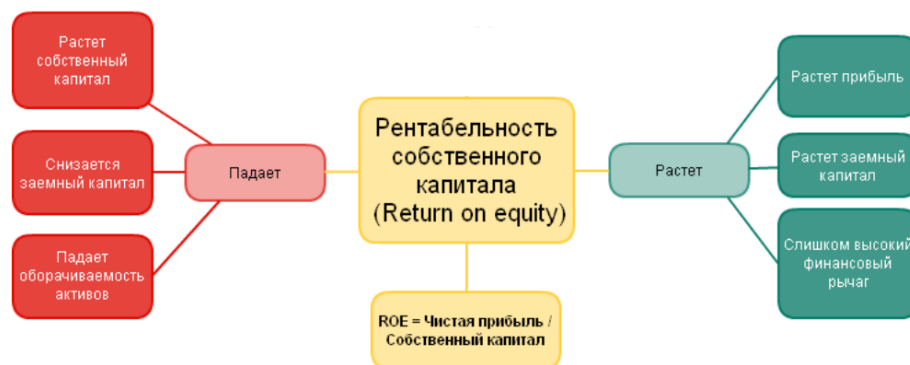 Растет
собственный
капитал
Снизается
заемный капитал
Падает
оборачиваемость
активов
Падает
Рентабельность
собственного
капитала
(Return on equity)
ROE = Чистая прибыль /
Собственный капитал
Растет
Растет прибыль
Растет заемный
капитал
Слишком высокий
финансовый
рычаг